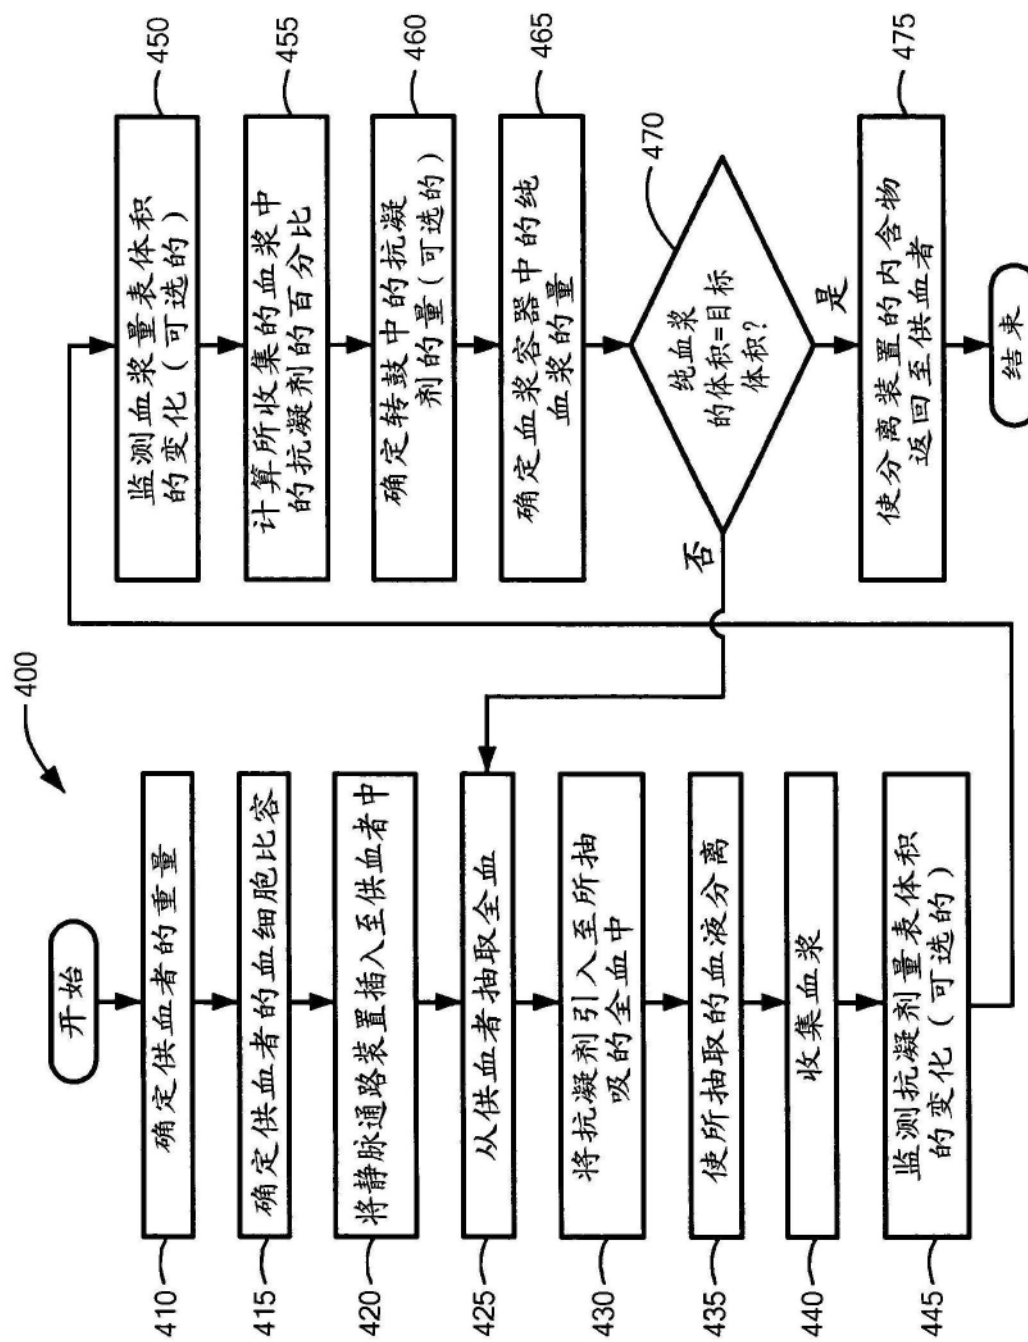 400
开始
410
确定供血者的重量
415
确定供血者的血细胞比容
420
将静脉通路装置插入至供血者中
425
从供血者抽取全血
430
将抗凝剂引入至所抽
吸的全血中
435
使所抽取的血液分离
440
收集血浆
445
监测抗凝剂量表体积
的变化(可选的)
450
监测血浆量表体积
的变化(可选的)
455
计算所收集的血浆中
的抗凝剂的百分比
460
确定转鼓中的抗凝
剂的量(可选的)
465
确定血浆容器中的纯
血浆的量
470
纯血浆
的体积=目标
体积?
否
是
475
使分离装置的内含物
返回至供血者
结束